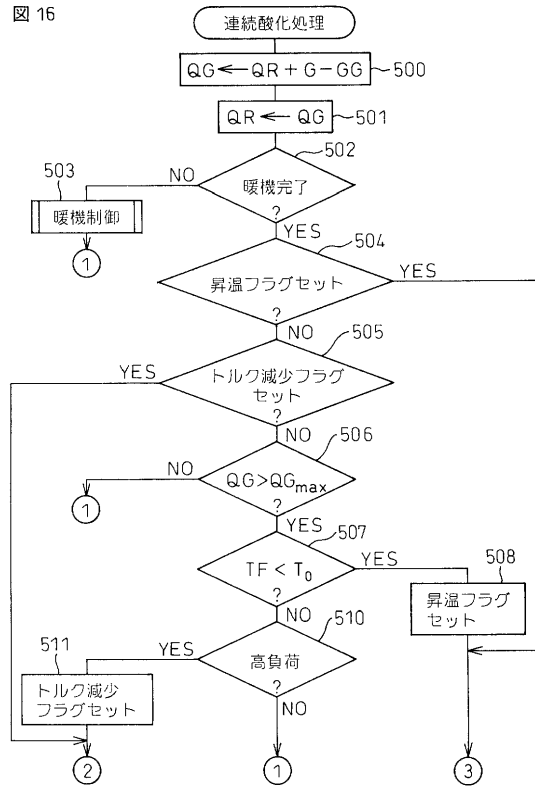 図 16
連続酸化処理
QG←QR+G-GG
500
QR←QG
501
502
暖機完了
?
NO
503
暖機制御
①
YES
504
昇温フラグセット
?
YES
NO
505
トルク減少フラグ
セット
?
YES
NO
506
QG>QGmax
?
NO
①
YES
507
TF<T0
?
YES
508
昇温フラグ
セット
NO
510
高負荷
?
YES
511
トルク減少
フラグセット
NO
②
①
③